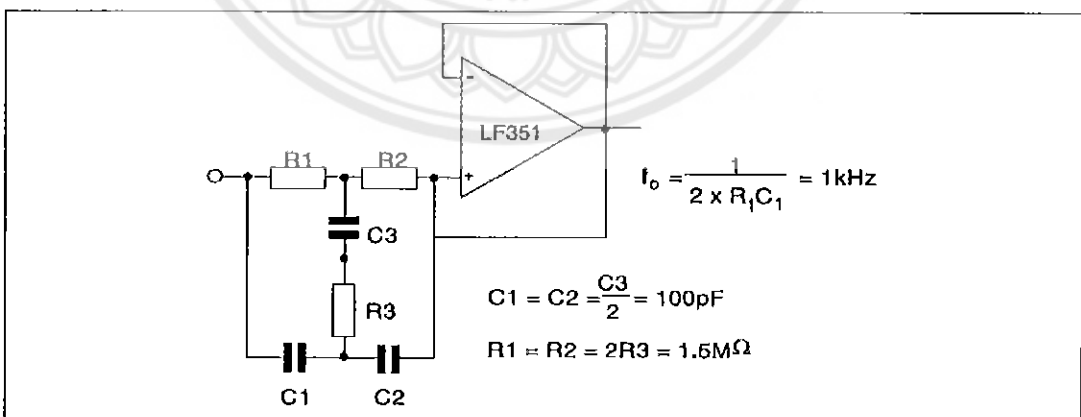 -
LF351
+
R1 R2
f₀ = 1 / 2 x R₁C₁ = 1kHz
C3
C1 = C2 = C3 / 2 = 100pF
R3
R1 = R2 = 2R3 = 1.5MΩ
C1 C2